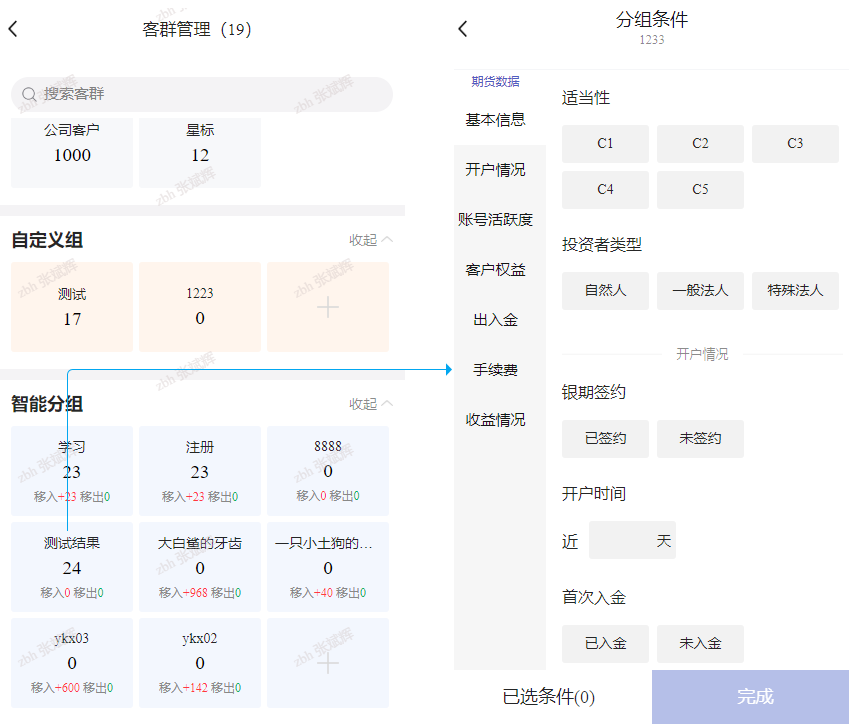 客群管理（19）
搜索客群
公司客户 星标
1000 12
自定义组 收起
测试 1223
17 0
智能分组 收起
学习 注册 8888
23 23 0
移入+23 移出0 移入+23 移出0 移入0 移出0
测试结果 大白鲨的牙齿 一只小土狗的...
24 0 0
移入0 移出0 移入+968 移出0 移入+40 移出0
ykx03 ykx02
0 0
移入+600 移出0 移入+142 移出0
zbh 张斌辉
分组条件
1233
期货数据
基本信息
开户情况
账号活跃度
客户权益
出入金
手续费
收益情况
适当性
C1 C2 C3
C4 C5
投资者类型
自然人 一般法人 特殊法人
开户情况
银期签约
已签约 未签约
开户时间
近 天
首次入金
已入金 未入金
已选条件(0) 完成